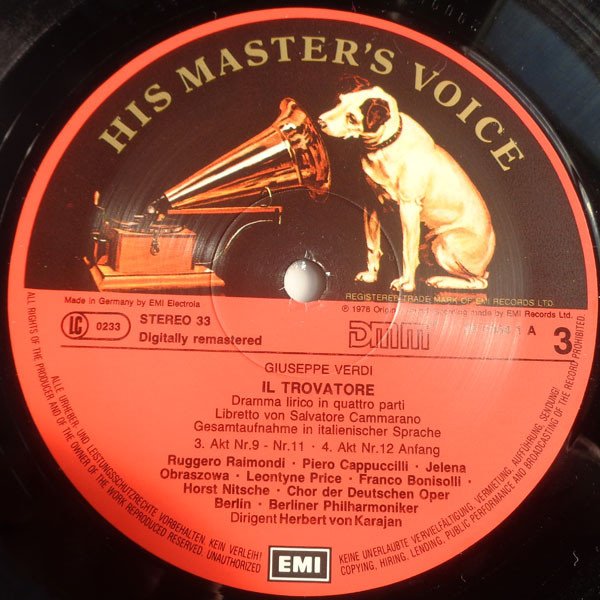 HIS MASTER'S VOICE
REGISTERED TRADE MARK OF EMI RECORDS LTD
Made in Germany by EMI Electrola
℗ 1978 made by EMI Records Ltd.
LC 0233
STEREO 33
Digitally remastered
DMM
A
3
GIUSEPPE VERDI
IL TROVATORE
Dramma lirico in quattro parti
Libretto von Salvatore Cammarano
Gesamtaufnahme in italienischer Sprache
3. Akt Nr.9 - Nr.11 · 4. Akt Nr.12 Anfang
Ruggero Raimondi · Piero Cappuccilli · Jelena
Obraszowa · Leontyne Price · Franco Bonisolli ·
Horst Nitsche · Chor der Deutschen Oper
Berlin · Berliner Philharmoniker
Dirigent Herbert von Karajan
EMI
ALL RIGHTS OF THE PRODUCER AND OF THE OWNER OF THE WORK REPRODUCED RESERVED. UNAUTHORIZED
COPYING, HIRING, LENDING, PUBLIC PERFORMANCE AND BROADCASTING OF THE RECORD PROHIBITED.
ALLE URHEBER- UND LEISTUNGSSCHUTZRECHTE VORBEHALTEN. KEIN VERLEIH!
KEINE UNERLAUBTE VERVIELFÄLTIGUNG, VERMIETUNG, AUFFÜHRUNG, SENDUNG!